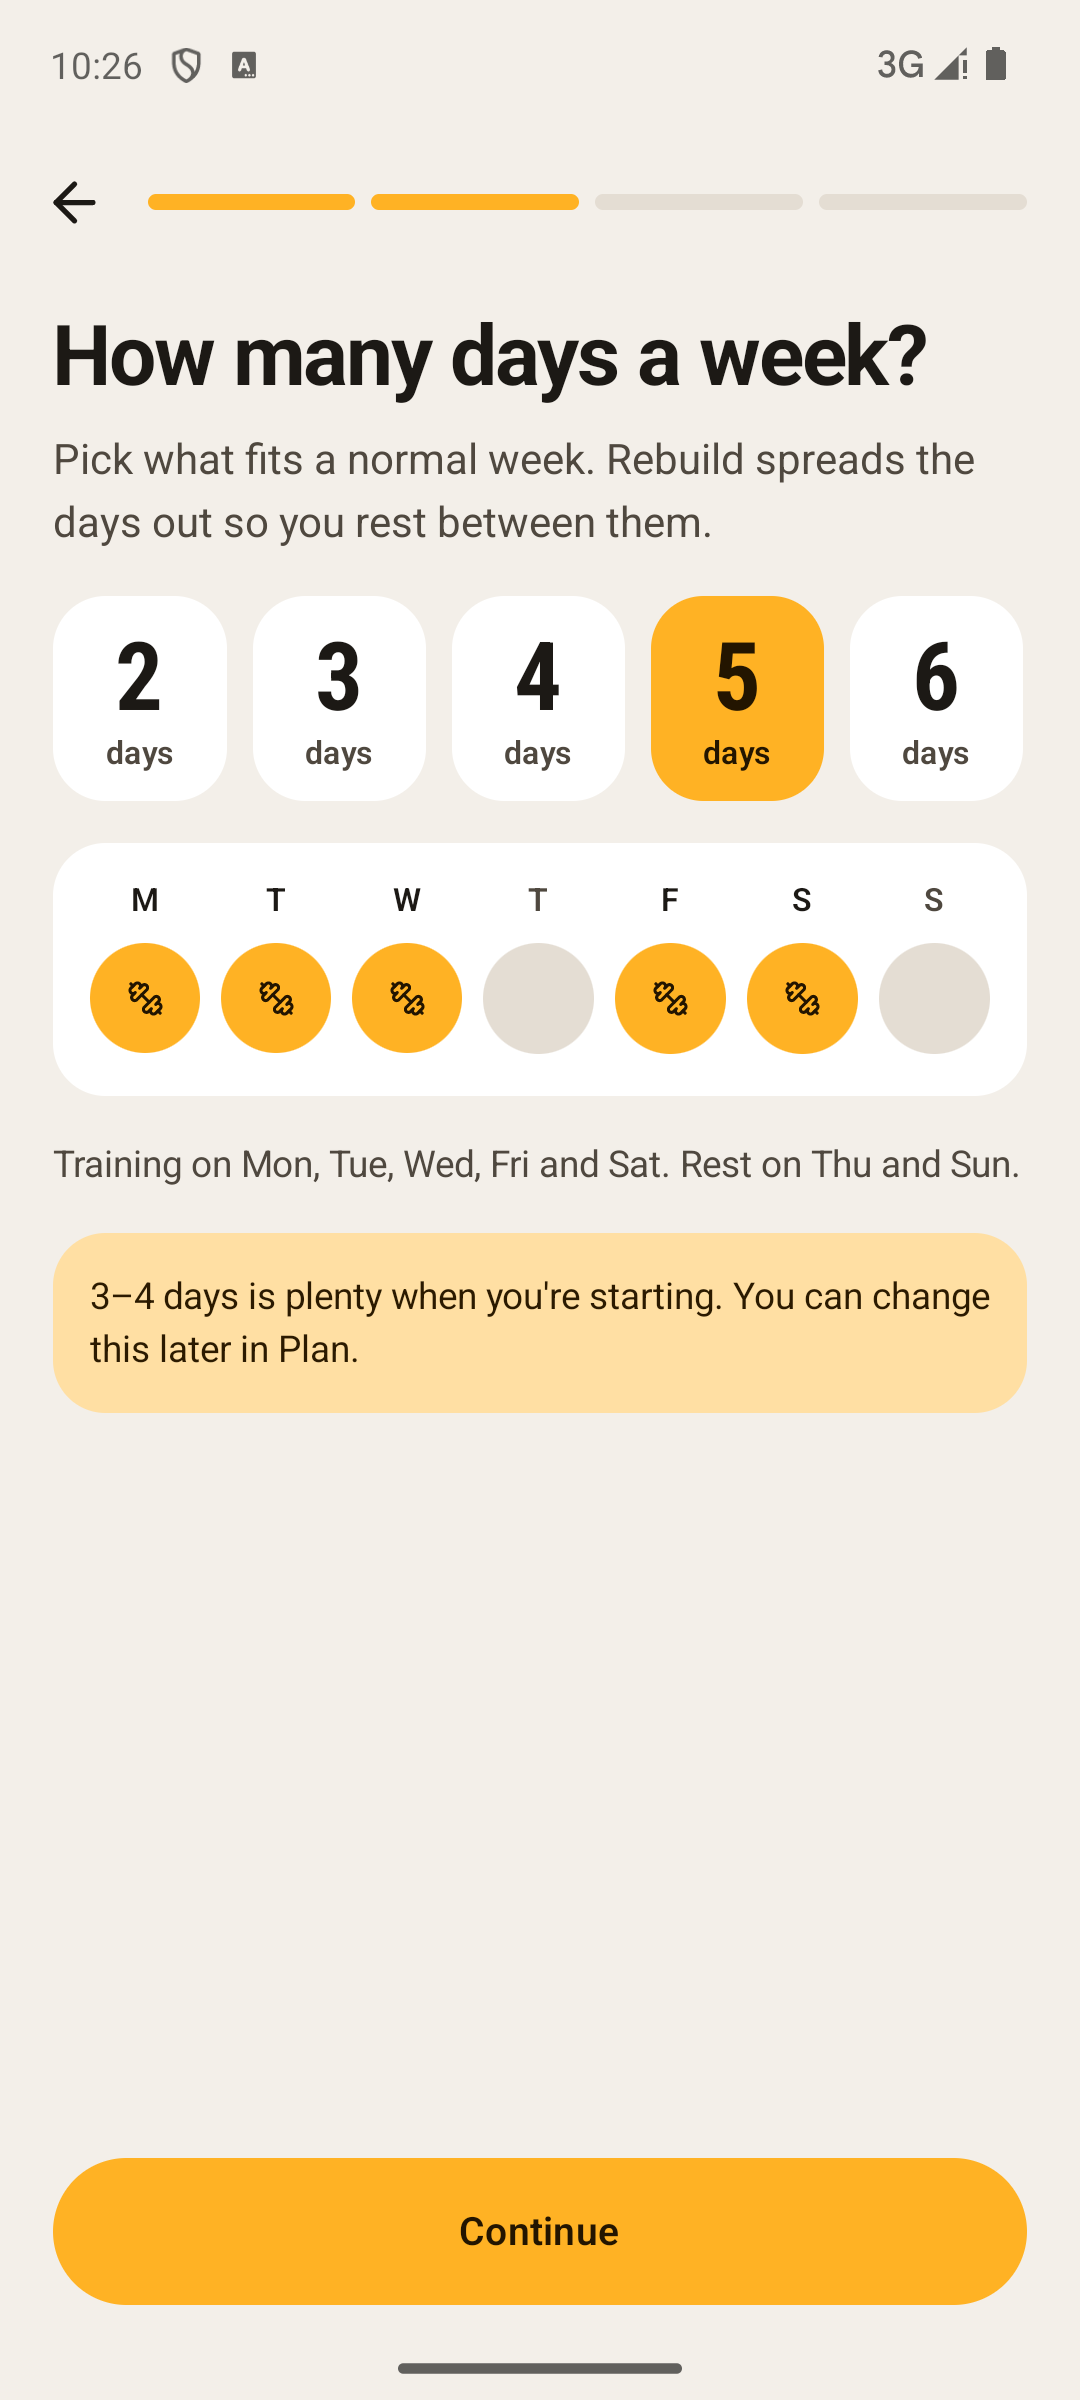 10:26
3G
How many days a week?
Pick what fits a normal week. Rebuild spreads the
days out so you rest between them.
2 3 4 5 6
days days days days days
M T W T F S S
Training on Mon, Tue, Wed, Fri and Sat. Rest on Thu and Sun.
3–4 days is plenty when you're starting. You can change
this later in Plan.
Continue